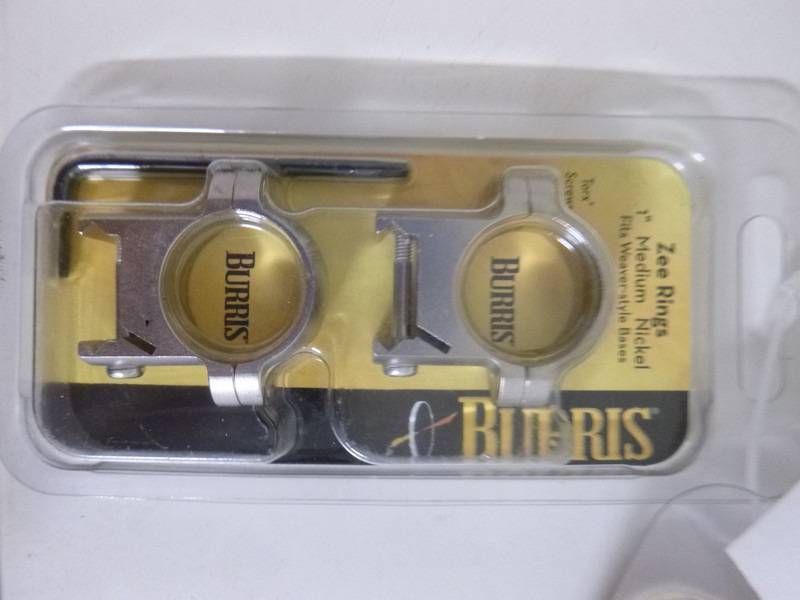 Zee Rings
1" Medium Nickel
Fits Weaver-style Bases
Torx®
Screw
BURRIS
BURRIS
BURRIS